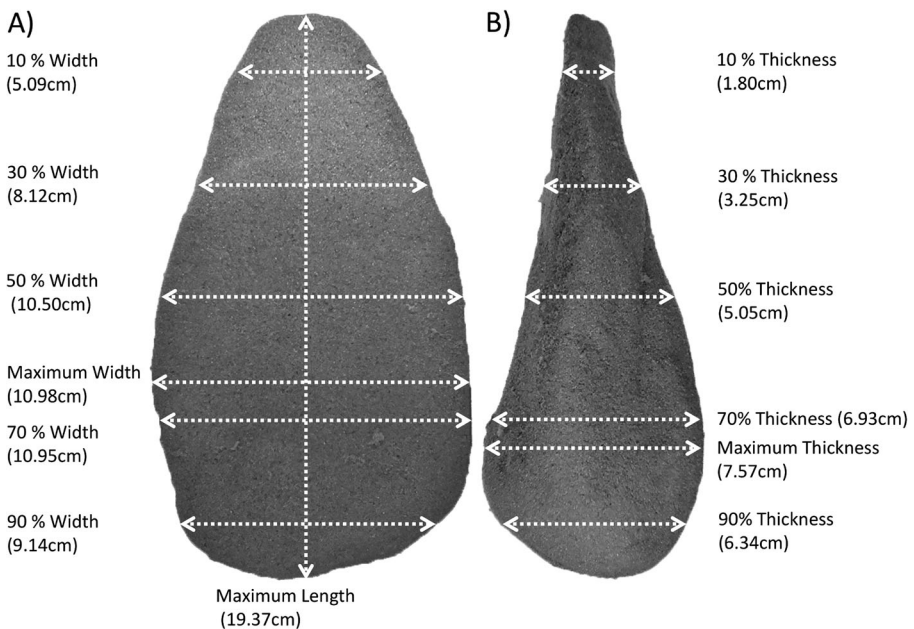 A)
10 % Width
(5.09cm)
30 % Width
(8.12cm)
50 % Width
(10.50cm)
Maximum Width
(10.98cm)
70 % Width
(10.95cm)
90 % Width
(9.14cm)
Maximum Length
(19.37cm)
B)
10 % Thickness
(1.80cm)
30 % Thickness
(3.25cm)
50% Thickness
(5.05cm)
70% Thickness (6.93cm)
Maximum Thickness
(7.57cm)
90% Thickness
(6.34cm)